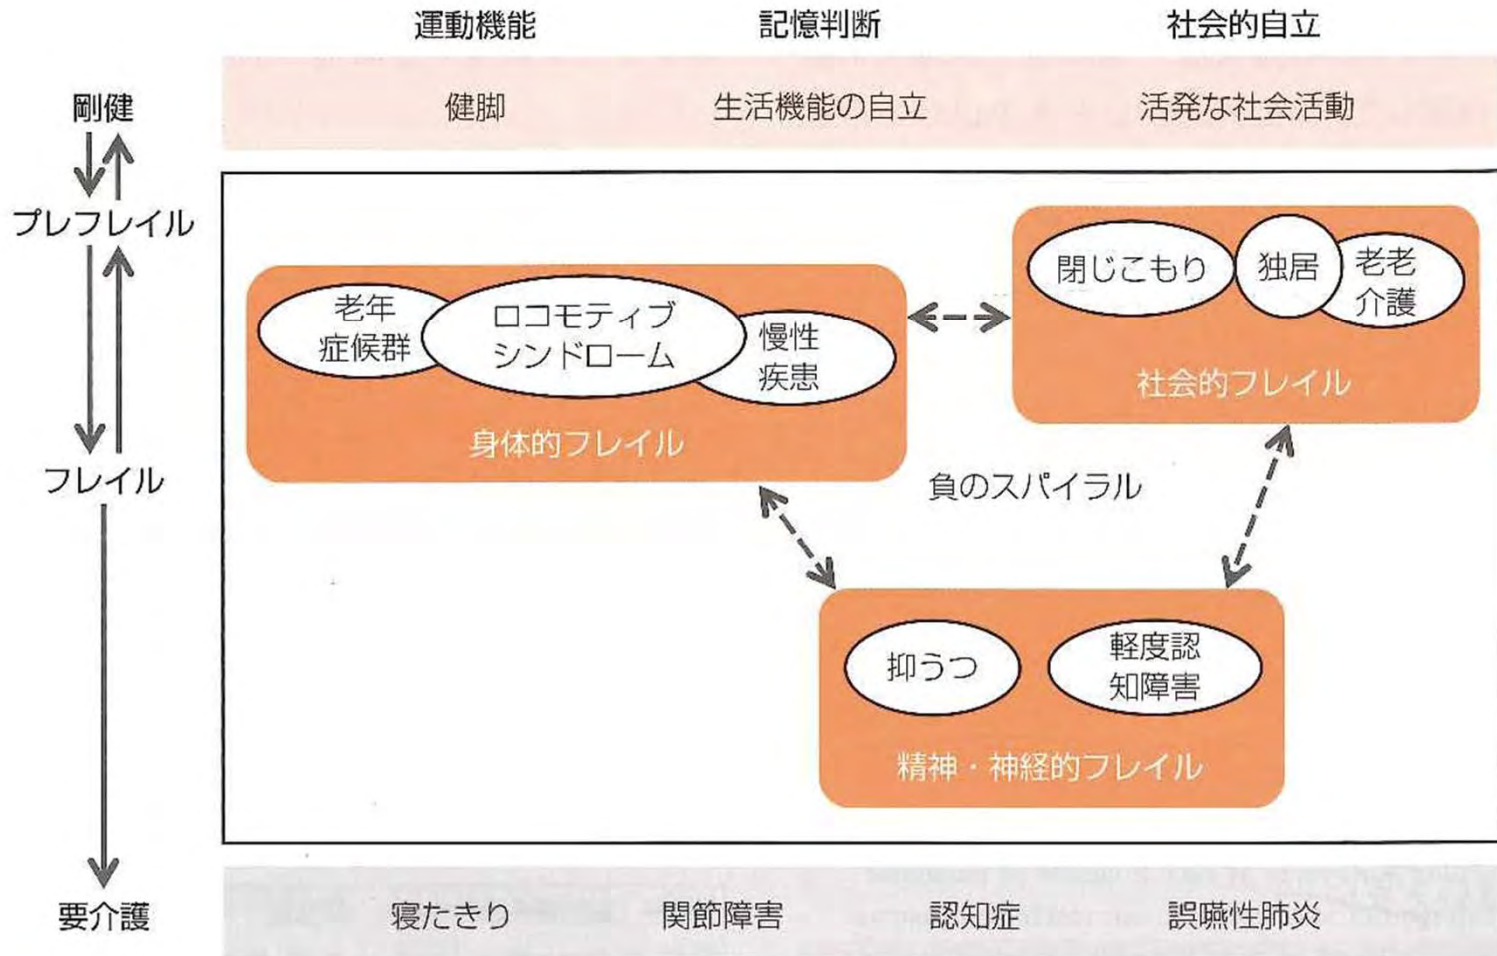 運動機能 記憶判断 社会的自立
剛健 健脚 生活機能の自立 活発な社会活動
プレフレイル
閉じこもり 独居 老老
介護
社会的フレイル
老年
症候群
ロコモティブ
シンドローム
慢性
疾患
身体的フレイル
フレイル
負のスパイラル
抑うつ
軽度認
知障害
精神・神経的フレイル
要介護 寝たきり 関節障害 認知症 誤嚥性肺炎